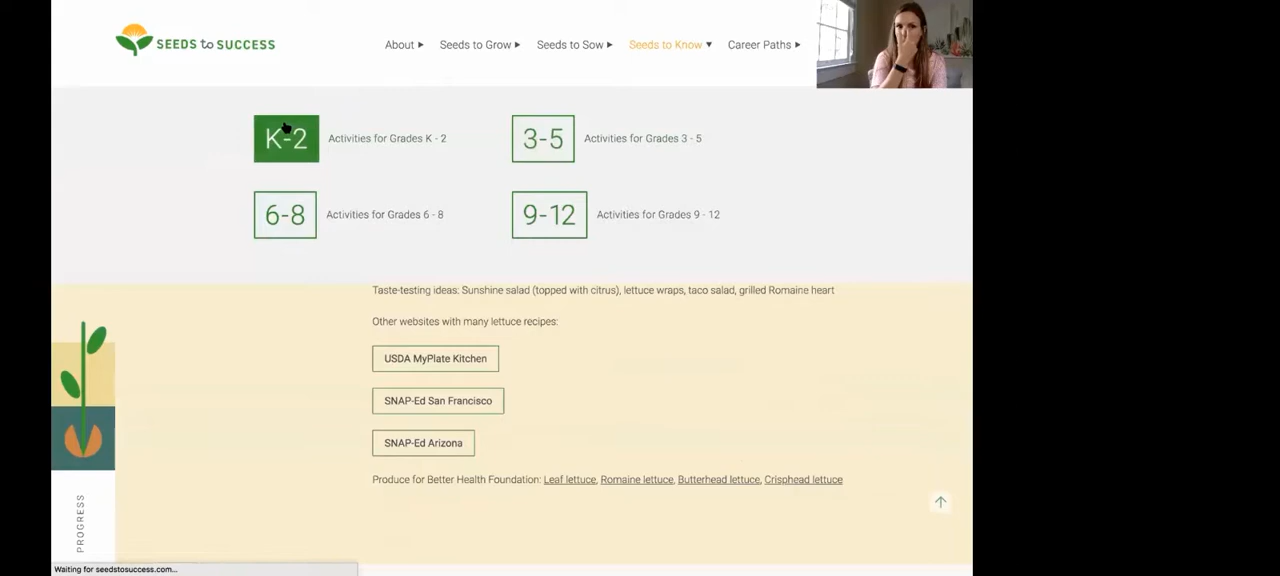 SEEDS to SUCCESS
About Seeds to Grow Seeds to Sow Seeds to Know Career Paths
K-2 Activities for Grades K - 2 3-5 Activities for Grades 3 - 5
6-8 Activities for Grades 6 - 8 9-12 Activities for Grades 9 - 12
Taste-testing ideas: Sunshine salad (topped with citrus), lettuce wraps, taco salad, grilled Romaine heart
Other websites with many lettuce recipes:
USDA MyPlate Kitchen
SNAP-Ed San Francisco
SNAP-Ed Arizona
Produce for Better Health Foundation: Leaf lettuce, Romaine lettuce, Butterhead lettuce, Crisphead lettuce
PROGRESS
Waiting for seedstosuccess.com...